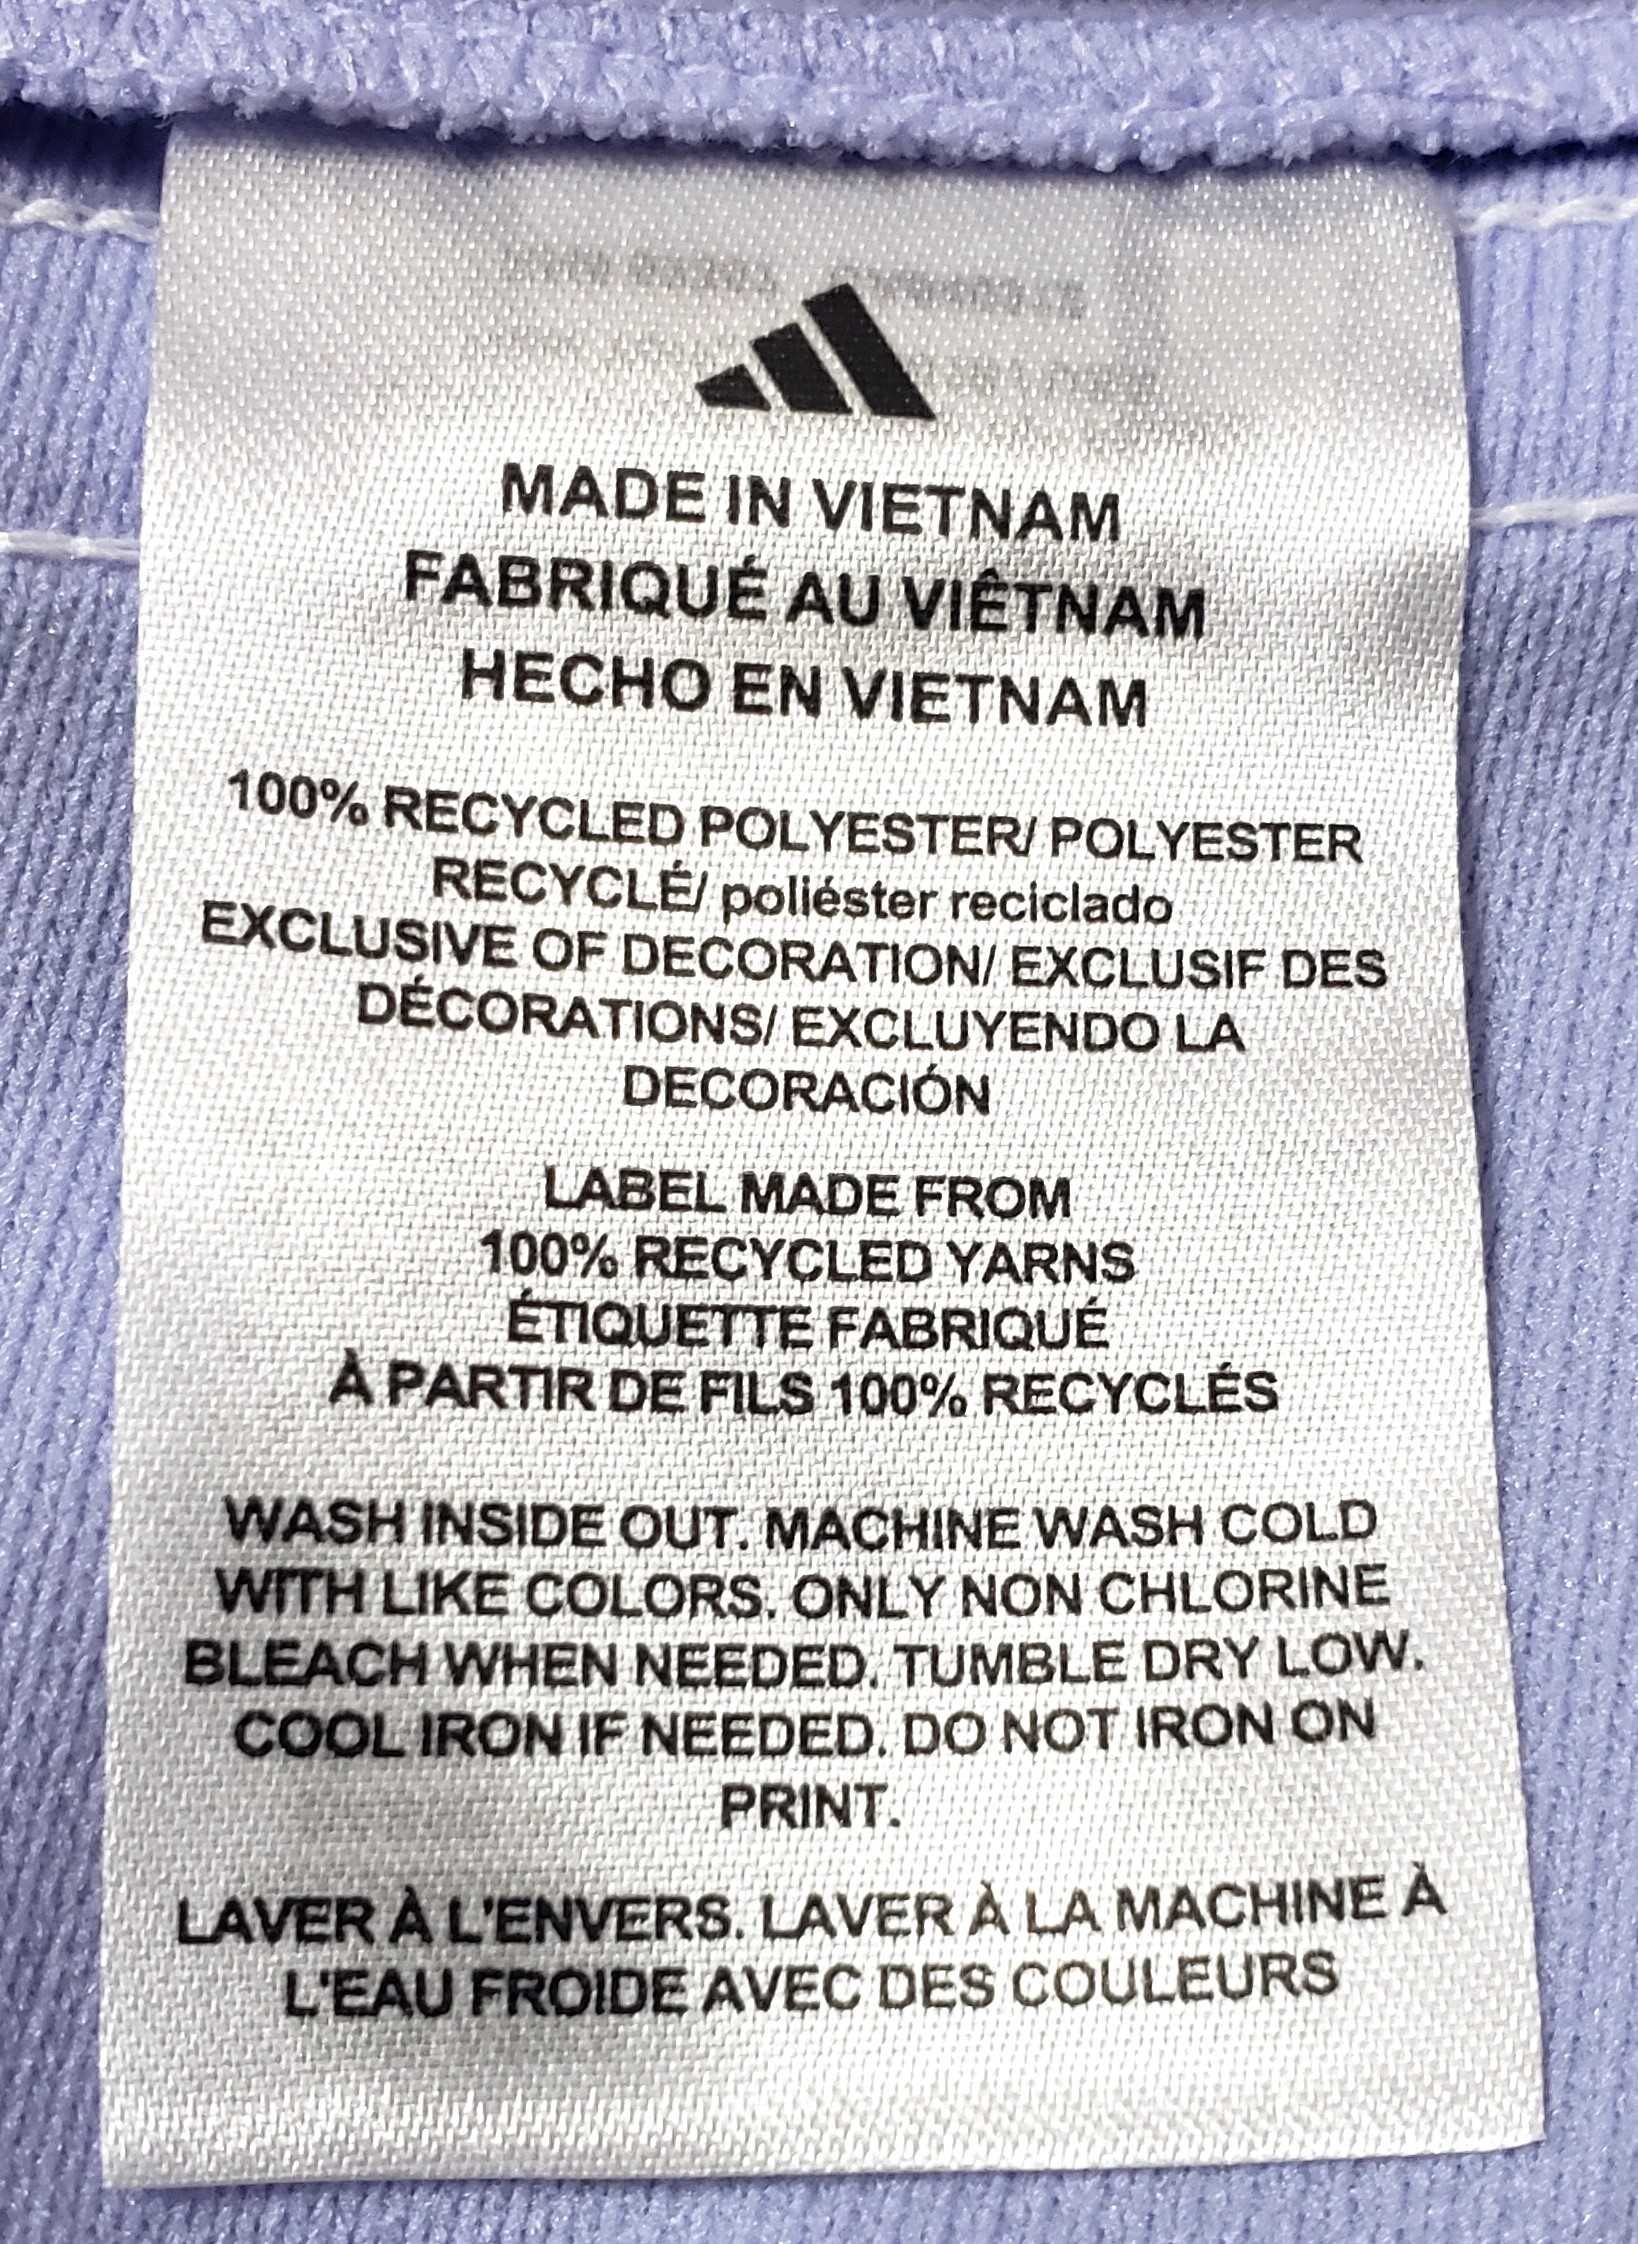 MADE IN VIETNAM
FABRIQUÉ AU VIÊTNAM
HECHO EN VIETNAM
100% RECYCLED POLYESTER/ POLYESTER
RECYCLÉ/ poliéster reciclado
EXCLUSIVE OF DECORATION/ EXCLUSIF DES
DÉCORATIONS/ EXCLUYENDO LA
DECORACIÓN
LABEL MADE FROM
100% RECYCLED YARNS
ÉTIQUETTE FABRIQUÉ
À PARTIR DE FILS 100% RECYCLÉS
WASH INSIDE OUT. MACHINE WASH COLD
WITH LIKE COLORS. ONLY NON CHLORINE
BLEACH WHEN NEEDED. TUMBLE DRY LOW.
COOL IRON IF NEEDED. DO NOT IRON ON
PRINT.
LAVER À L'ENVERS. LAVER À LA MACHINE À
L'EAU FROIDE AVEC DES COULEURS